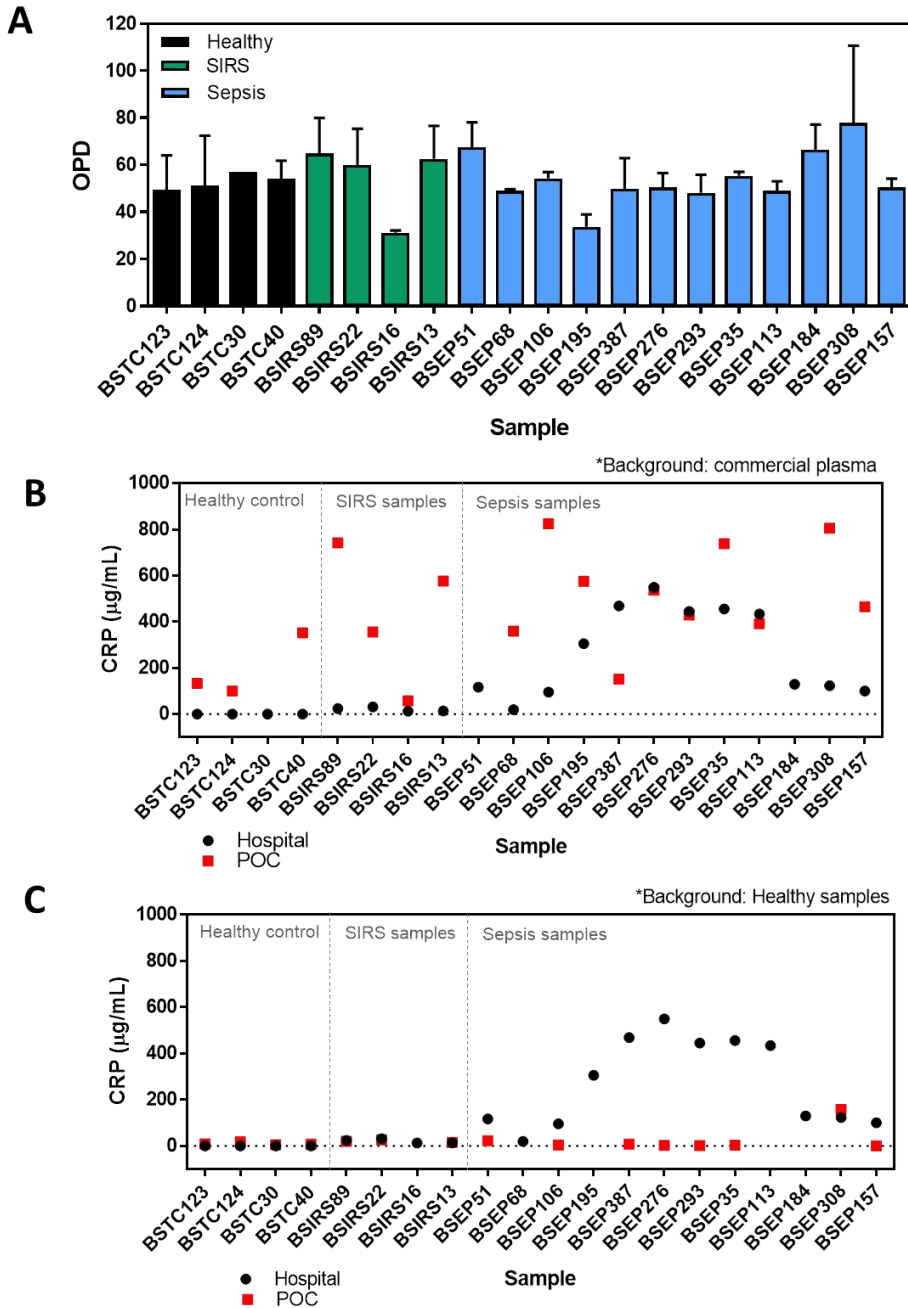 A
120
100
80
60
40
20
0
OPD
Healthy
SIRS
Sepsis
BSTC123
BSTC124
BSTC30
BSTC40
BSIRS89
BSIRS22
BSIRS16
BSIRS13
BSEP51
BSEP68
BSEP106
BSEP195
BSEP387
BSEP276
BSEP293
BSEP35
BSEP113
BSEP184
BSEP308
BSEP157
Sample
*Background: commercial plasma
B
1000
800
600
400
200
0
CRP (μg/mL)
Healthy control
SIRS samples
Sepsis samples
BSTC123
BSTC124
BSTC30
BSTC40
BSIRS89
BSIRS22
BSIRS16
BSIRS13
BSEP51
BSEP68
BSEP106
BSEP195
BSEP387
BSEP276
BSEP293
BSEP35
BSEP113
BSEP184
BSEP308
BSEP157
Hospital
POC
Sample
*Background: Healthy samples
C
1000
800
600
400
200
0
CRP (μg/mL)
Healthy control
SIRS samples
Sepsis samples
BSTC123
BSTC124
BSTC30
BSTC40
BSIRS89
BSIRS22
BSIRS16
BSIRS13
BSEP51
BSEP68
BSEP106
BSEP195
BSEP387
BSEP276
BSEP293
BSEP35
BSEP113
BSEP184
BSEP308
BSEP157
Hospital
POC
Sample